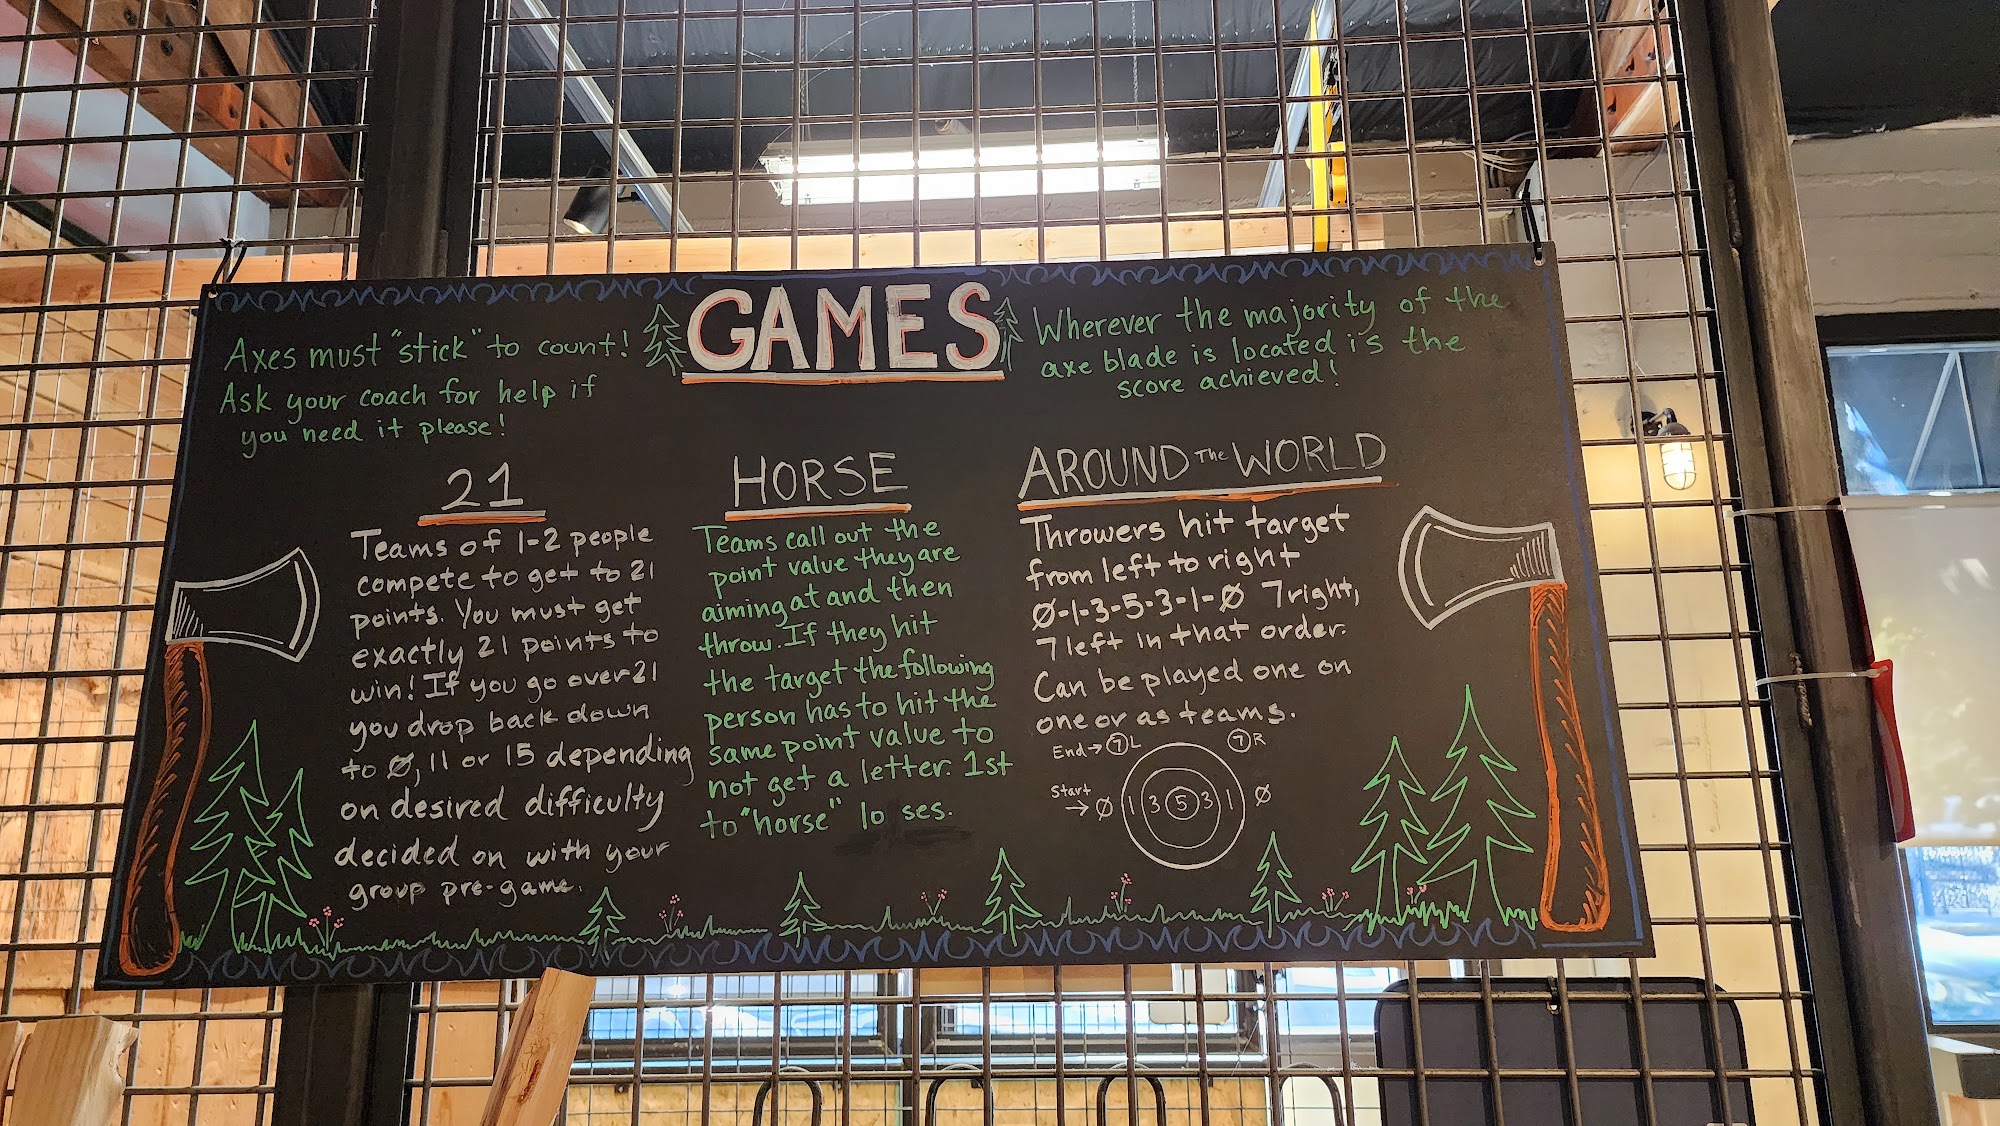 GAMES
Axes must "stick" to count!
Ask your coach for help if
you need it please!
Wherever the majority of the
axe blade is located is the
score achieved!
21
Teams of 1-2 people
compete to get to 21
points. You must get
exactly 21 points to
win! If you go over 21
you drop back down
to Ø, 11 or 15 depending
on desired difficulty
decided on with your
group pre-game.
HORSE
Teams call out the
point value they are
aiming at and then
throw. If they hit
the target the following
person has to hit the
same point value to
not get a letter. 1st
to "horse" lo ses.
AROUND The WORLD
Throwers hit target
from left to right
Ø-1-3-5-3-1-Ø 7right,
7left in that order.
Can be played one on
one or as teams.
End→ 7 L 7 R
Start
→ Ø 1 3 5 3 1 Ø